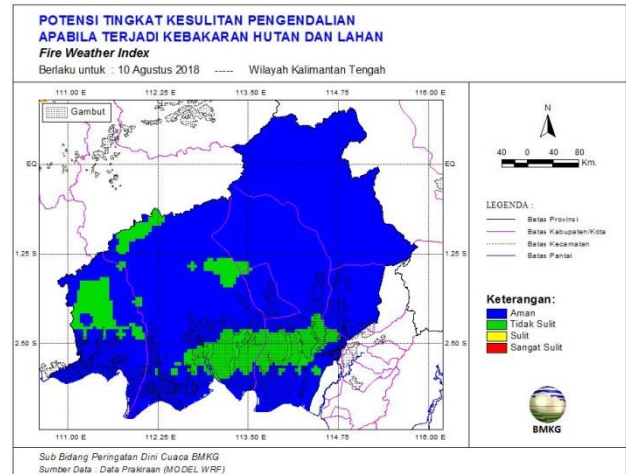 POTENSI TINGKAT KESULITAN PENGENDALIAN
APABILA TERJADI KEBAKARAN HUTAN DAN LAHAN
Fire Weather Index
Berlaku untuk : 10 Agustus 2018 ----- Wilayah Kalimantan Tengah
111.00 E 112.25 E 113.50 E 114.75 116.00 E
Gambut
EQ EQ
1.25 S 1.25 S
2.50 S 2.50 S
111.00 E 112.25 E 113.50 E 114.75 116.00 E
N
40 0 40 80
Km.
LEGENDA :
Batas Provinsi
Batas Kabupaten/Kota
Batas Kecamatan
Batas Pantai
Keterangan:
Aman
Tidak Sulit
Sulit
Sangat Sulit
BMKG
Sub Bidang Peringatan Dini Cuaca BMKG
Sumber Data : Data Prakiraan (MODEL WRF)